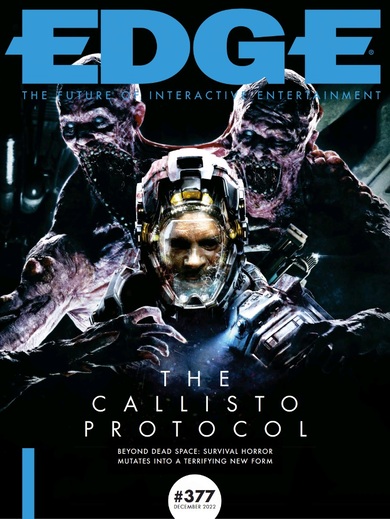 EDGE
THE FUTURE OF INTERACTIVE ENTERTAINMENT
THE
CALLISTO
PROTOCOL
BEYOND DEAD SPACE: SURVIVAL HORROR
MUTATES INTO A TERRIFYING NEW FORM
#377
DECEMBER 2022